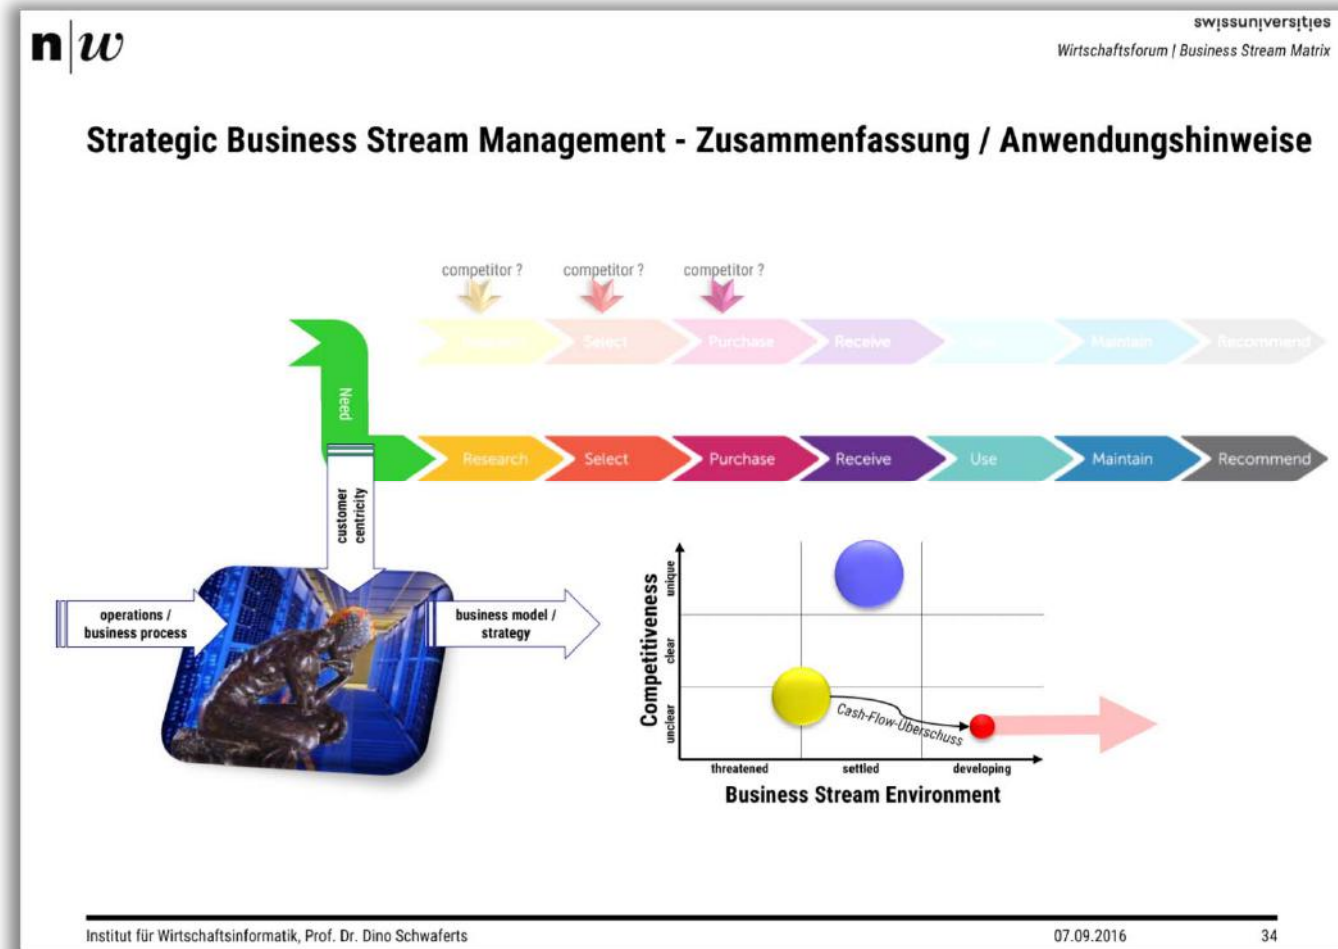 n|w
swissuniversities
Wirtschaftsforum | Business Stream Matrix
Strategic Business Stream Management - Zusammenfassung / Anwendungshinweise
competitor ?
competitor ?
competitor ?
Research
Select
Purchase
Receive
Use
Maintain
Recommend
Need
Research
Select
Purchase
Receive
Use
Maintain
Recommend
customer
centricity
operations /
business process
business model /
strategy
Competitiveness
unique
clear
unclear
Cash-Flow-Überschuss
threatened
settled
developing
Business Stream Environment
Institut für Wirtschaftsinformatik, Prof. Dr. Dino Schwaferts
07.09.2016
34